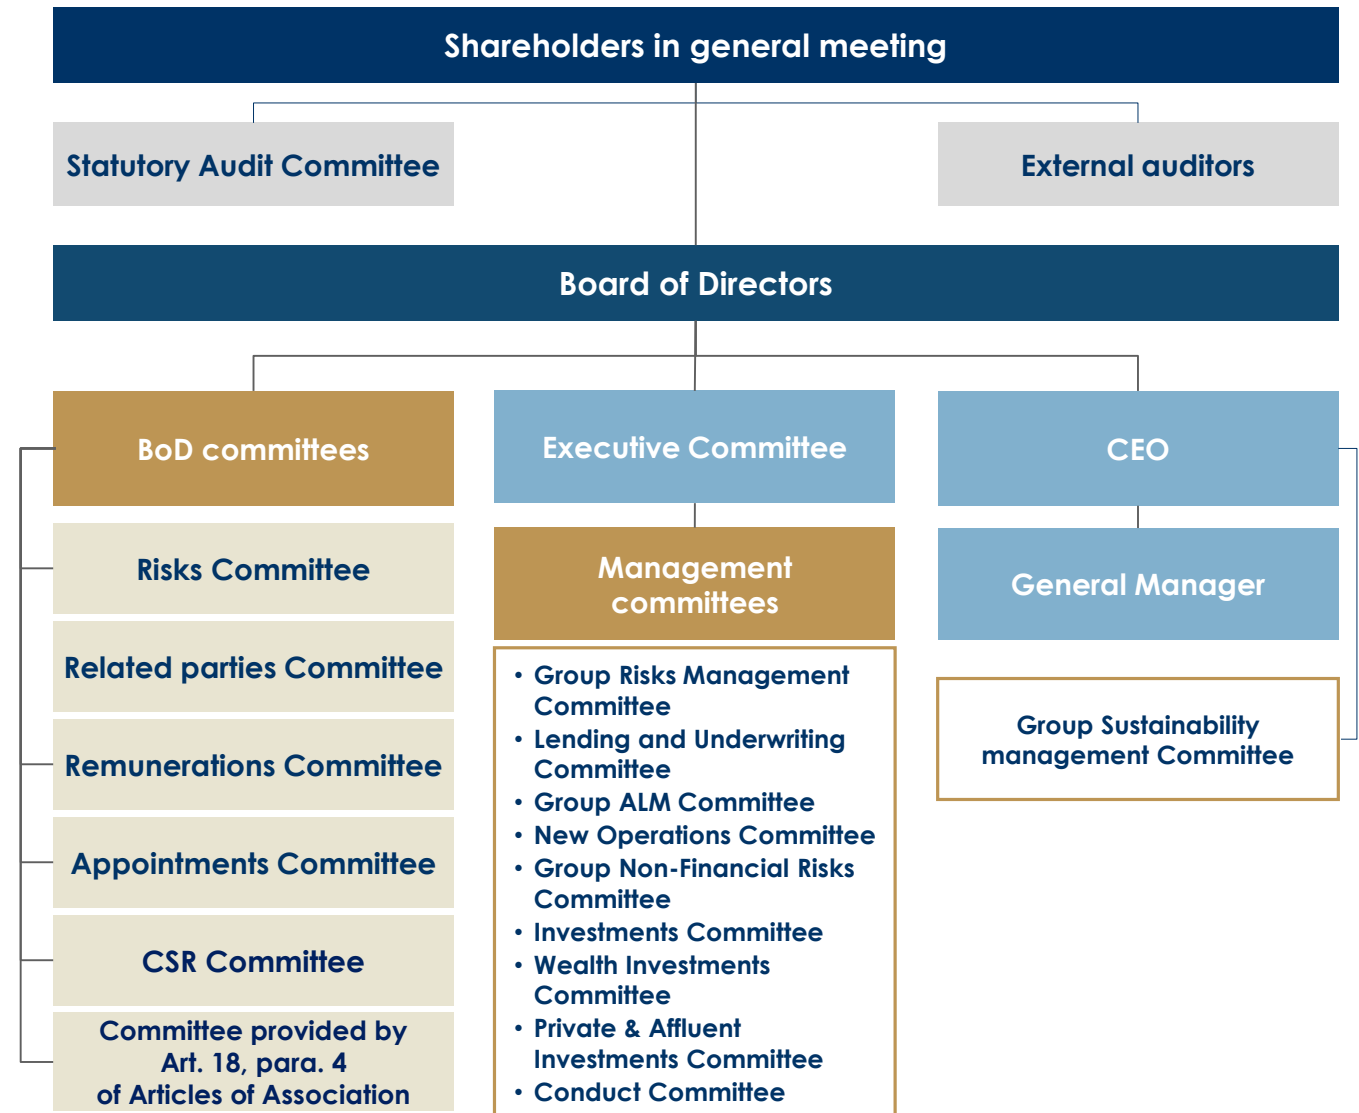 Shareholders in general meeting
Statutory Audit Committee
External auditors
Board of Directors
BoD committees
Executive Committee
CEO
Risks Committee
Related parties Committee
Remunerations Committee
Appointments Committee
CSR Committee
Committee provided by
Art. 18, para. 4
of Articles of Association
Management
committees
• Group Risks Management
Committee
• Lending and Underwriting
Committee
• Group ALM Committee
• New Operations Committee
• Group Non-Financial Risks
Committee
• Investments Committee
• Wealth Investments
Committee
• Private & Affluent
Investments Committee
• Conduct Committee
General Manager
Group Sustainability
management Committee